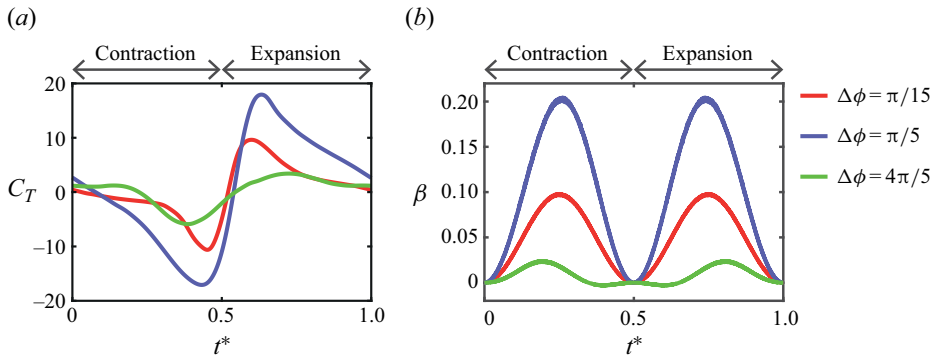 (a)
(b)
Contraction Expansion
Contraction Expansion
20
10
0
−10
−20
C_T
0 0.5 1.0
t*
0.20
0.15
0.10
0.05
0
β
0 0.5 1.0
t*
Δϕ = π/15
Δϕ = π/5
Δϕ = 4π/5